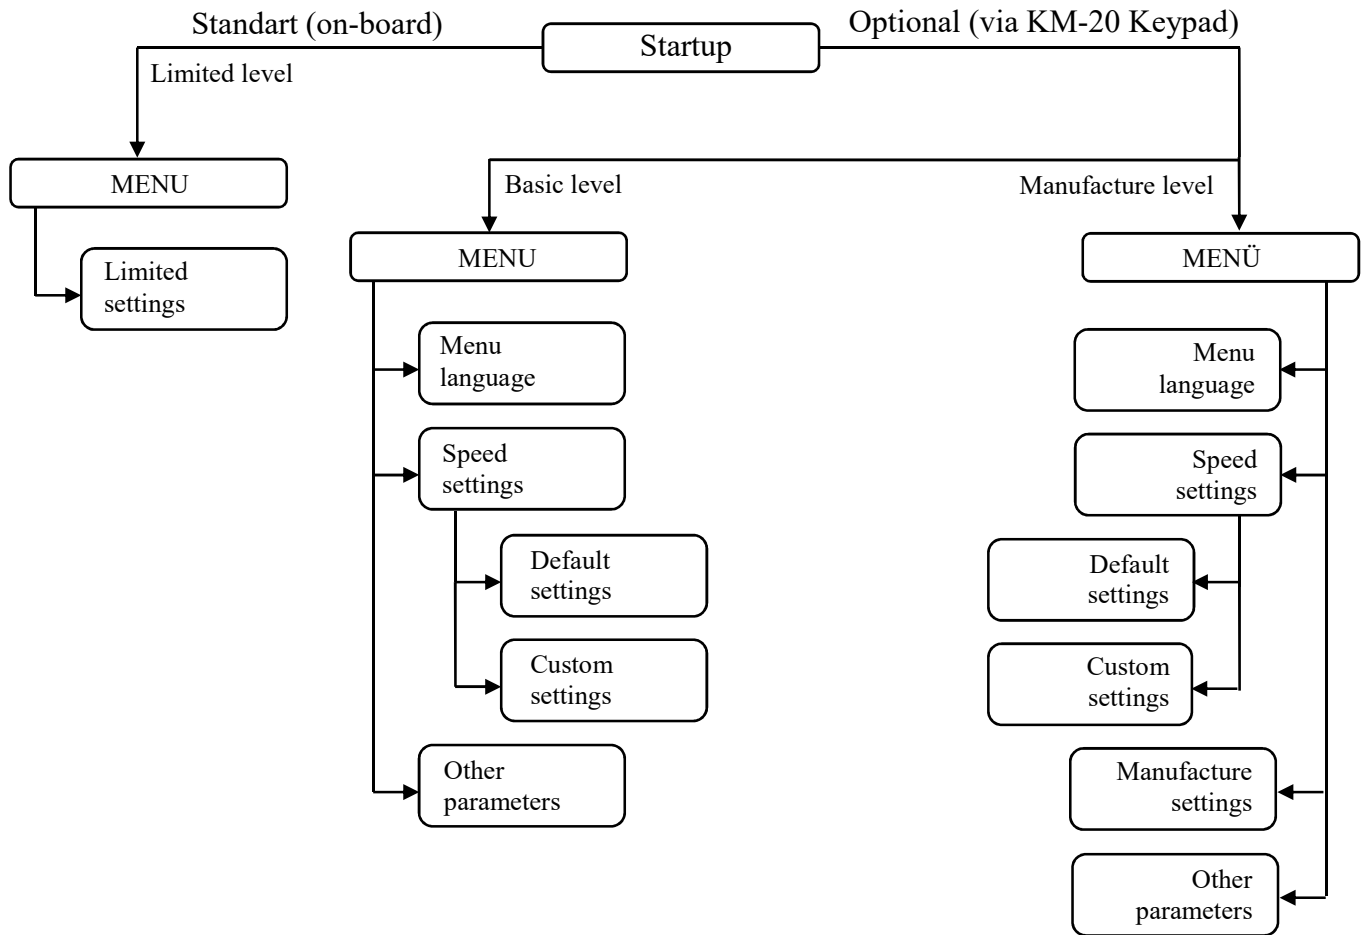 Standart (on-board)
Startup
Optional (via KM-20 Keypad)
Limited level
MENU
Limited
settings
Basic level
MENU
Menu
language
Speed
settings
Default
settings
Custom
settings
Other
parameters
Manufacture level
MENÜ
Menu
language
Speed
settings
Default
settings
Custom
settings
Manufacture
settings
Other
parameters